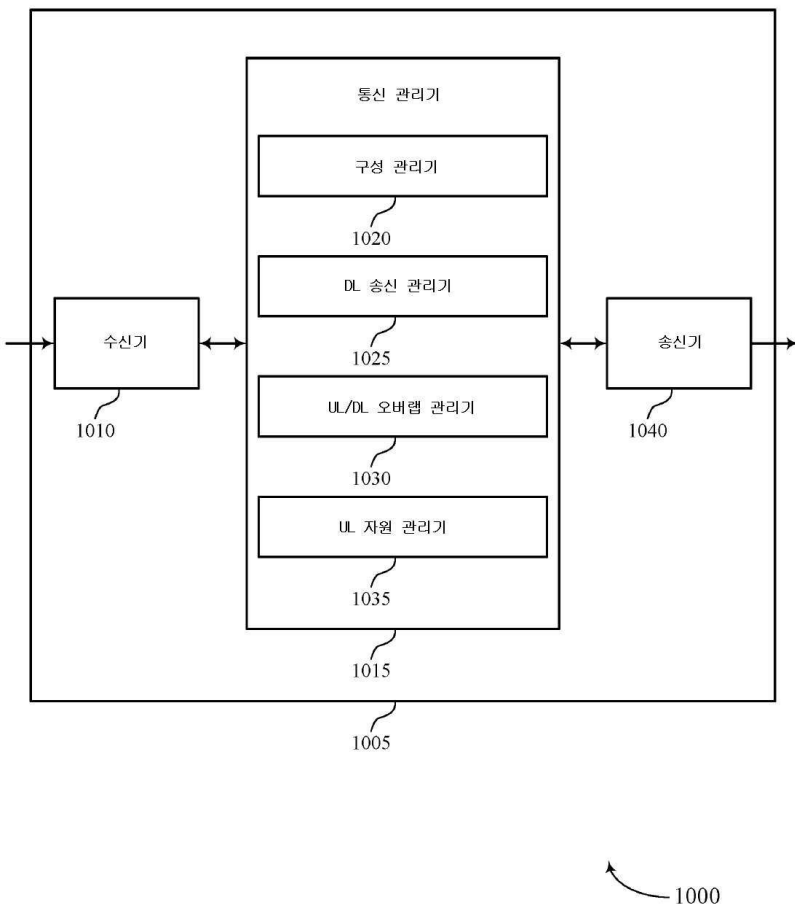 통신 관리기
구성 관리기
1020
DL 송신 관리기
1025
수신기
1010
송신기
1040
UL/DL 오버랩 관리기
1030
UL 자원 관리기
1035
1015
1005
1000